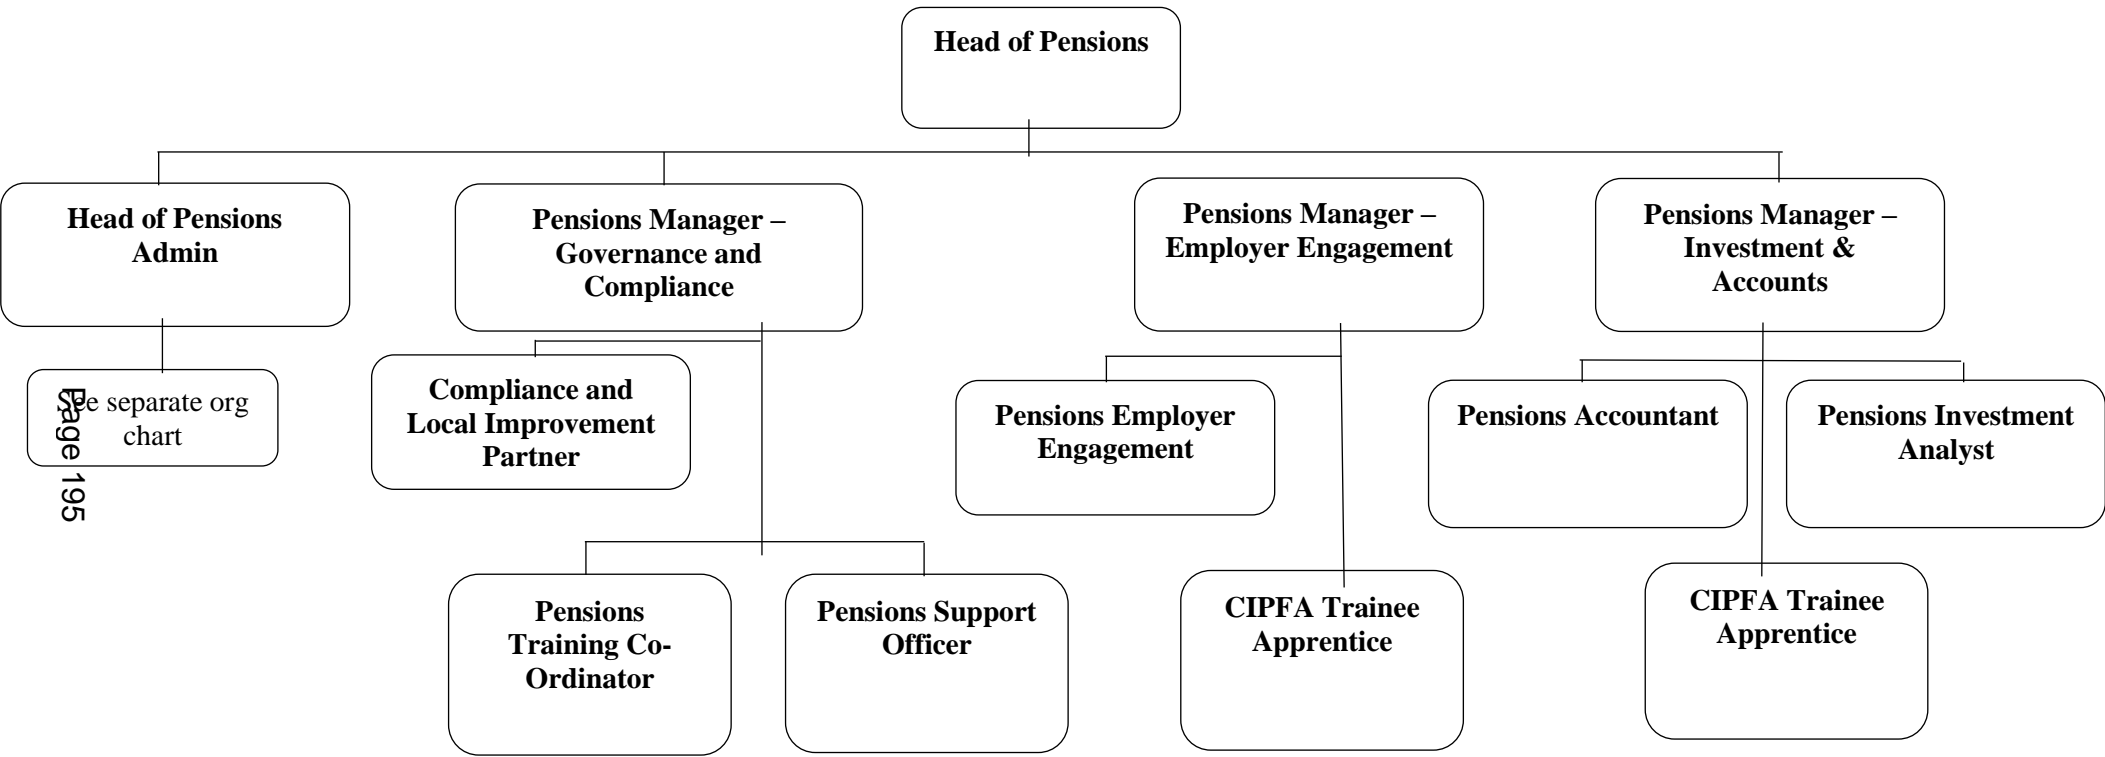 Head of Pensions
Head of Pensions
Admin
Pensions Manager –
Governance and
Compliance
Pensions Manager –
Employer Engagement
Pensions Manager –
Investment &
Accounts
See separate org
chart
Compliance and
Local Improvement
Partner
Pensions Employer
Engagement
Pensions Accountant
Pensions Investment
Analyst
Pensions
Training Co-
Ordinator
Pensions Support
Officer
CIPFA Trainee
Apprentice
CIPFA Trainee
Apprentice
Page 195